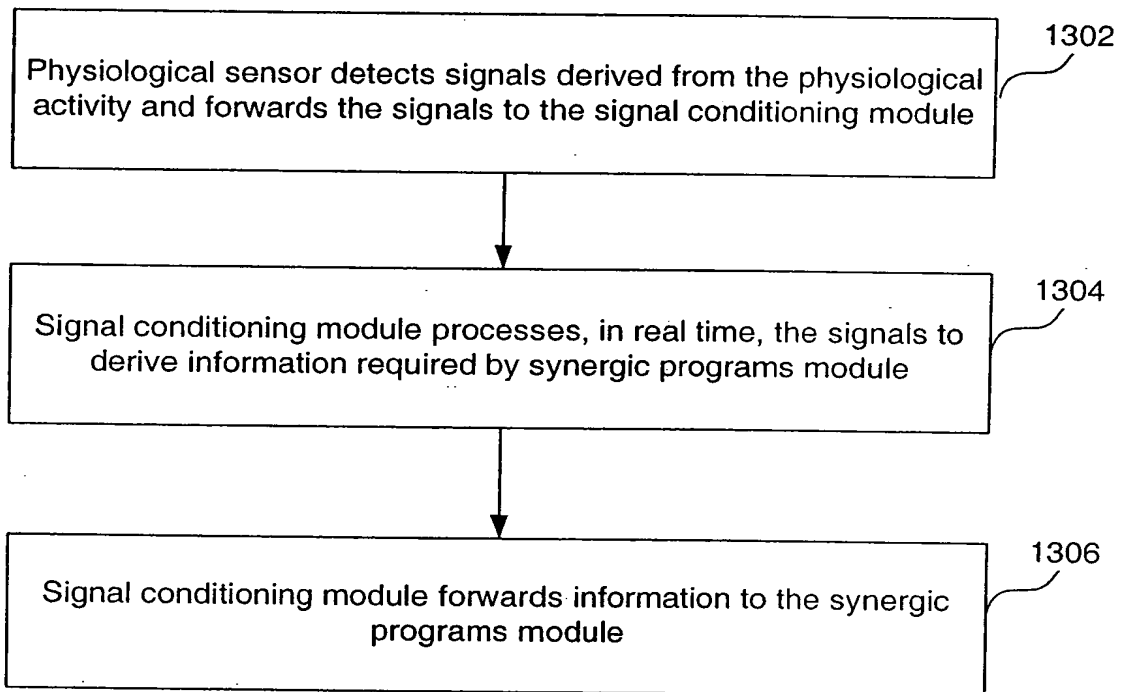 1302
Physiological sensor detects signals derived from the physiological
activity and forwards the signals to the signal conditioning module
1304
Signal conditioning module processes, in real time, the signals to
derive information required by synergic programs module
1306
Signal conditioning module forwards information to the synergic
programs module